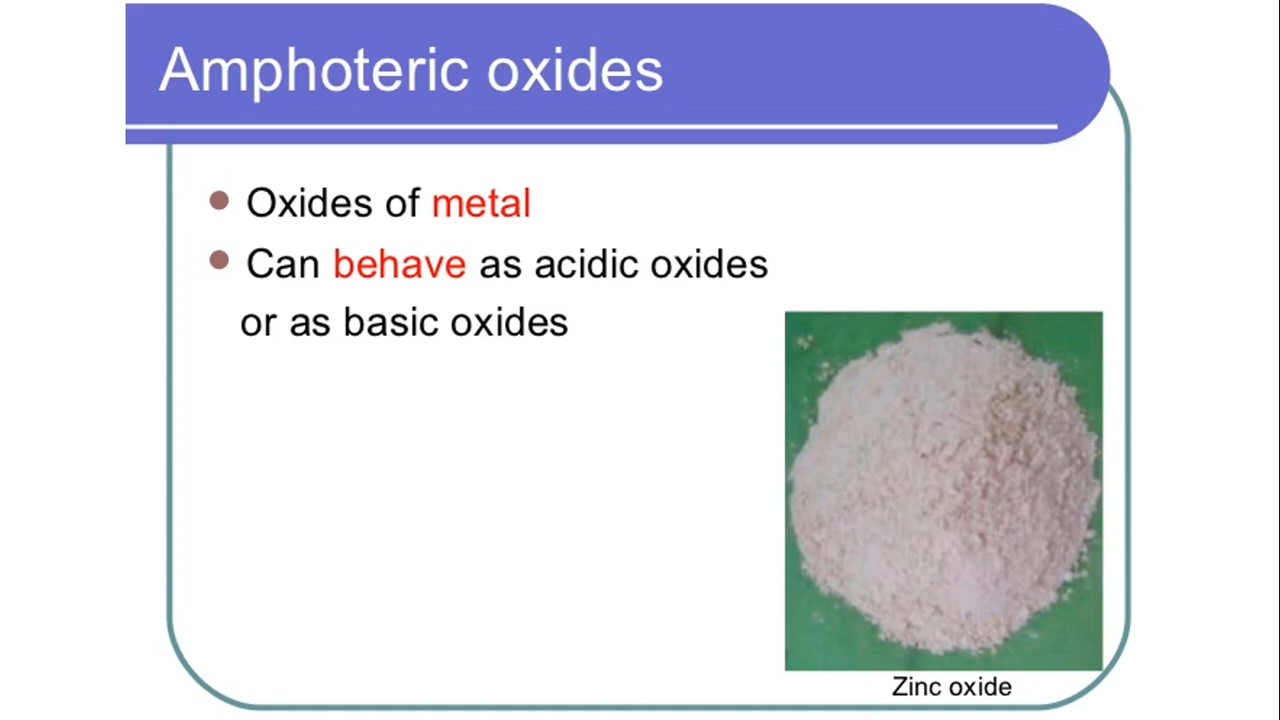 Amphoteric oxides
Oxides of metal
Can behave as acidic oxides
or as basic oxides
Zinc oxide